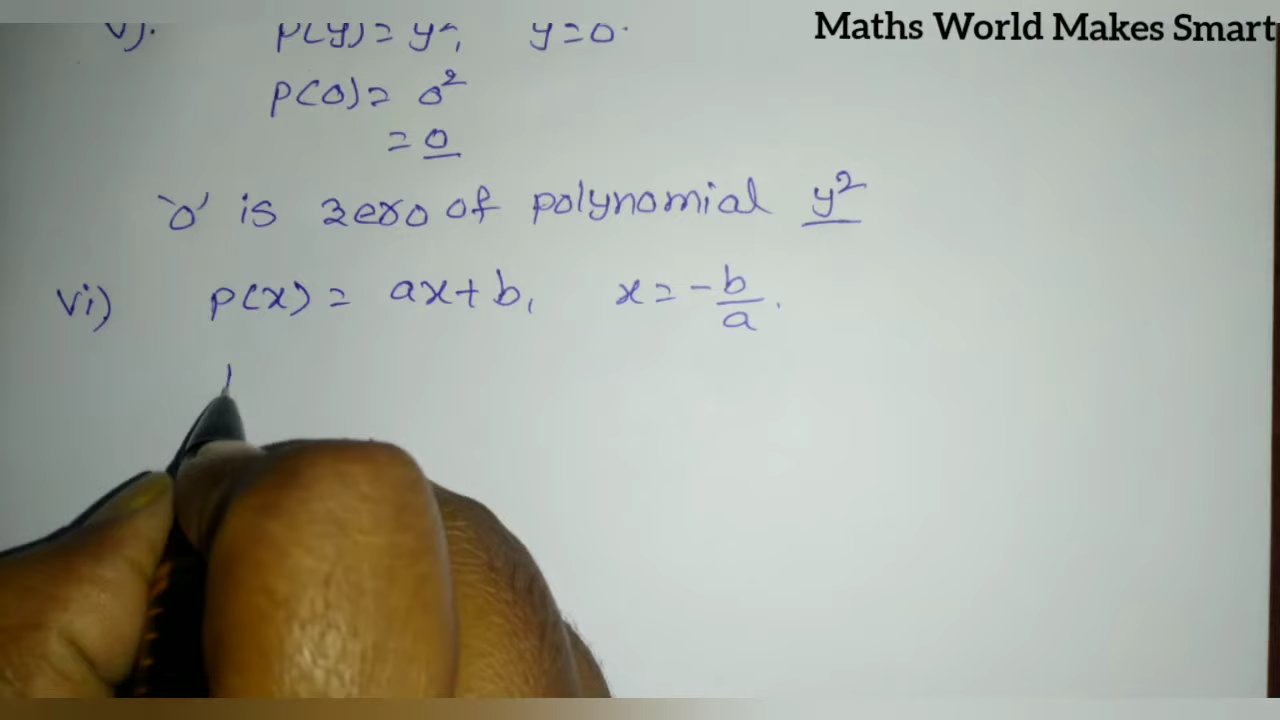 Maths World Makes Smart
v). p(y) = y², y=0.
p(0) = 0²
= 0
'0' is zero of polynomial y²
vi) p(x) = ax+b, x = -b/a.